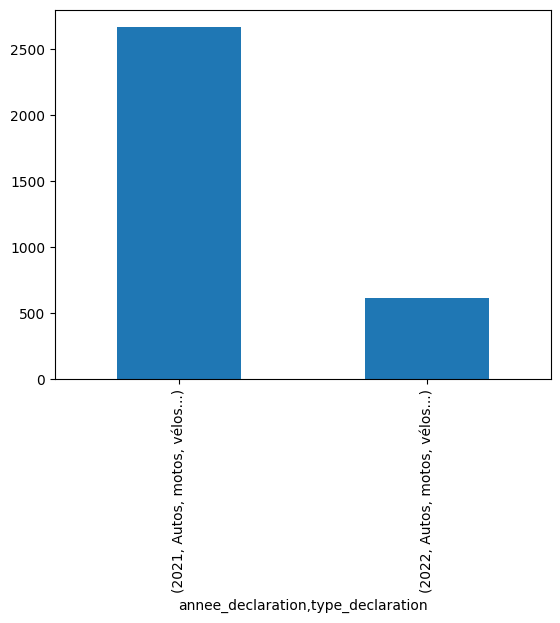 2500
2000
1500
1000
500
0
(2021, Autos, motos, vélos...)
(2022, Autos, motos, vélos...)
annee_declaration,type_declaration